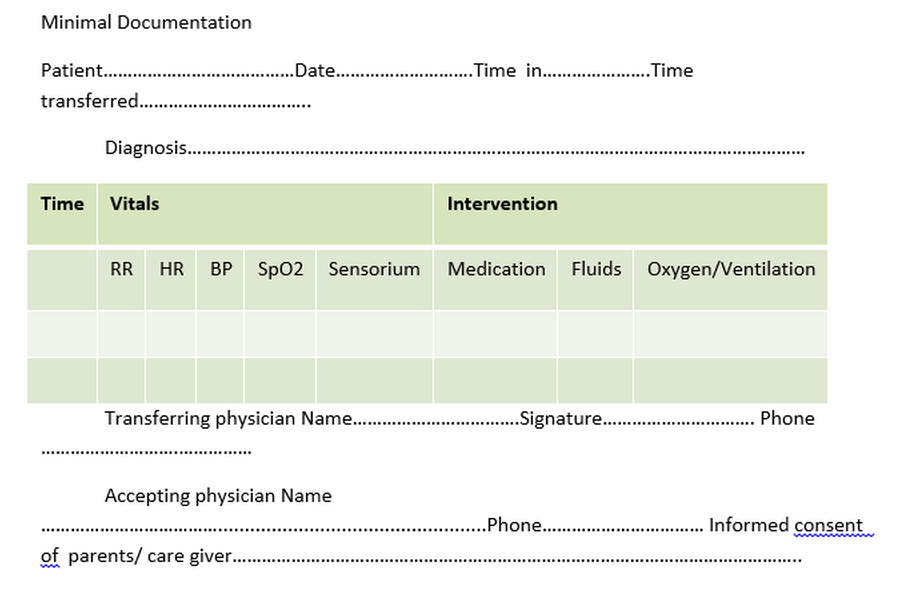 Minimal Documentation
Patient……………………………Date……………………….Time  in………………….Time
transferred…………………………..
Diagnosis……………………………………………………………………………………………………
Time Vitals Intervention
RR HR BP SpO2 Sensorium Medication Fluids Oxygen/Ventilation
Transferring physician Name…………………………….Signature…………………………. Phone
……………………………………
Accepting physician Name
……………………………...........................................Phone…………………………… Informed consent
of  parents/ care giver…………………………………………………………………………………………..